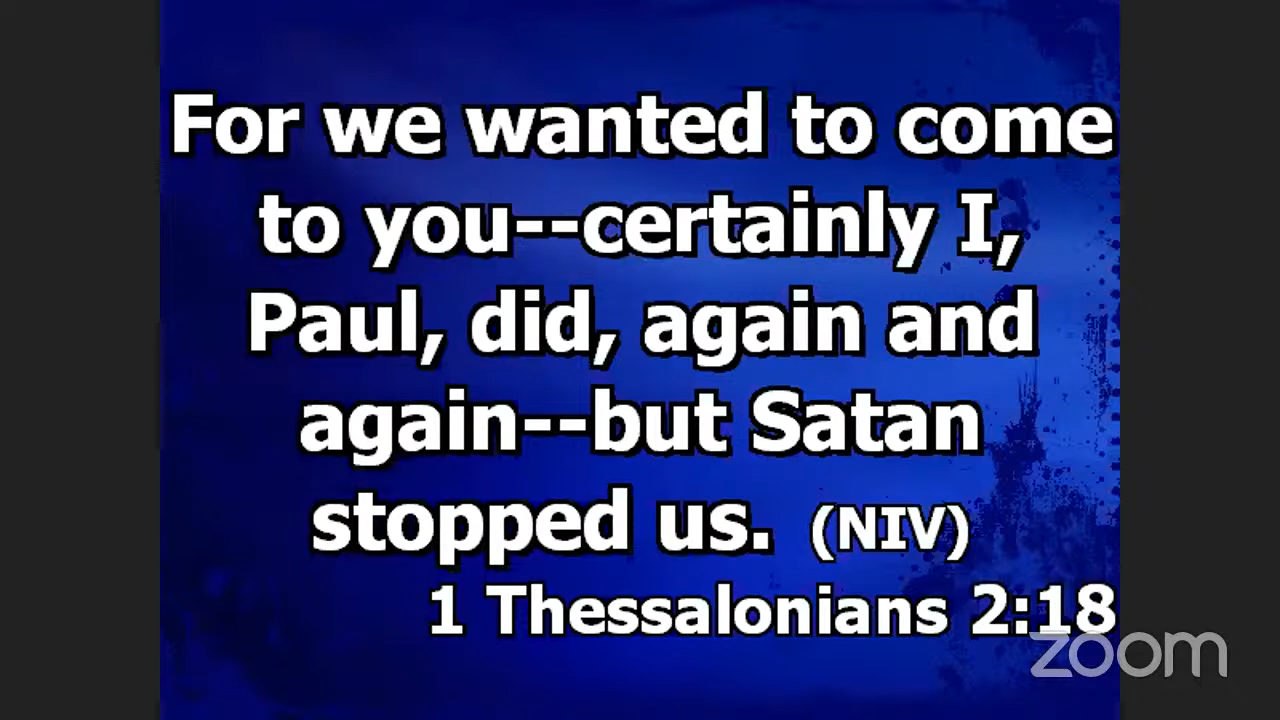 For we wanted to come
to you--certainly I,
Paul, did, again and
again--but Satan
stopped us. (NIV)
1 Thessalonians 2:18
zoom